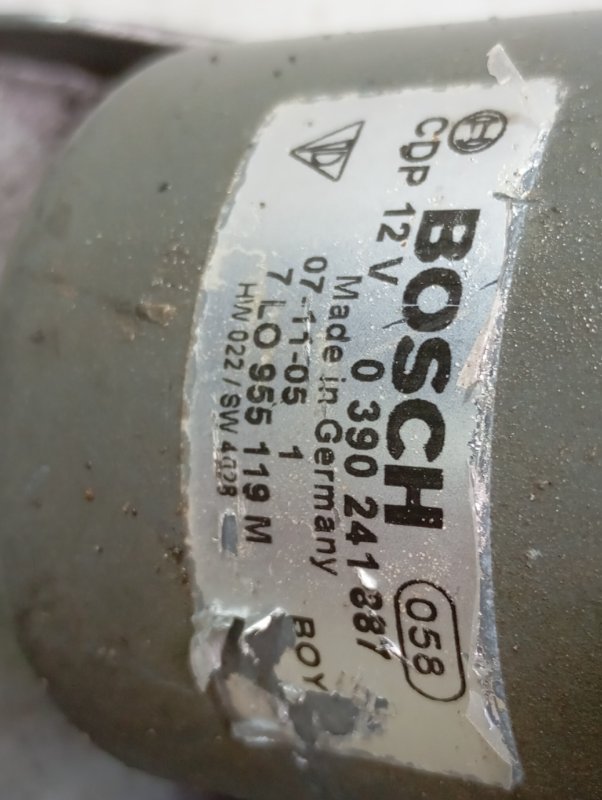 BOSCH 058
CDP 12 V 0 390 241 887
Made in Germany
07-11-05 1 BOY
7 L0 955 119 M
HW 022 / SW 4028